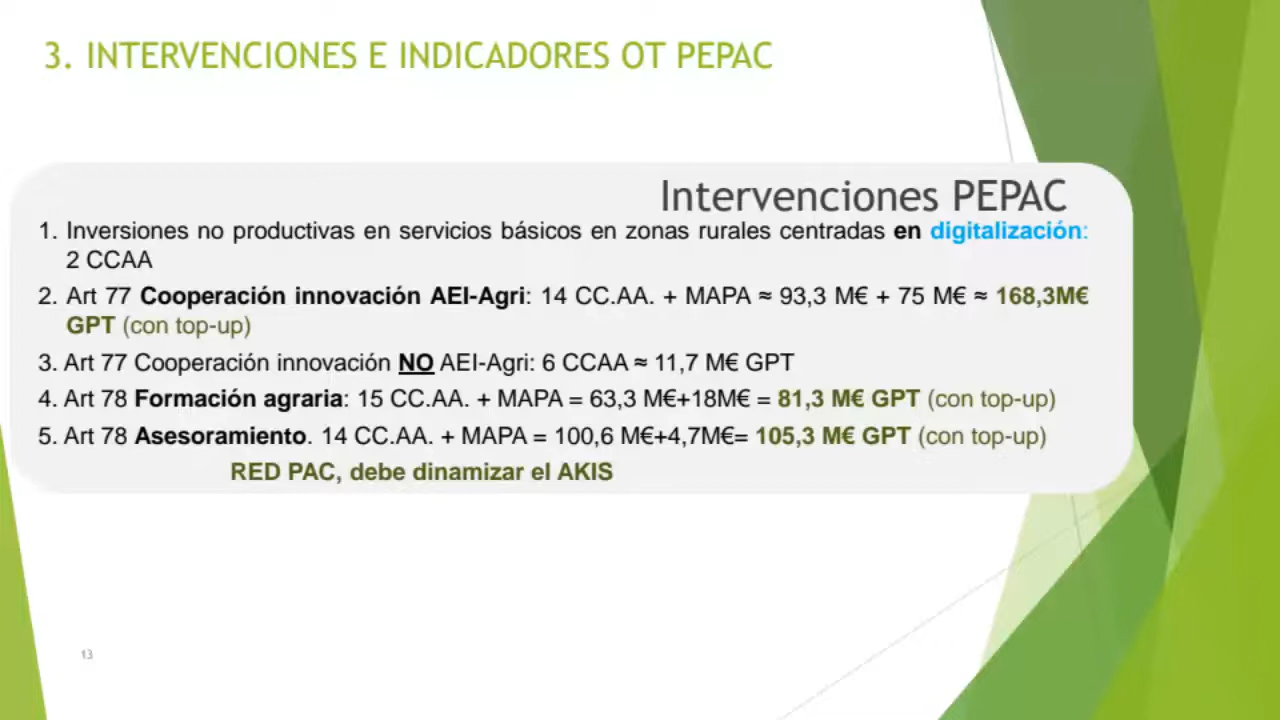 3. INTERVENCIONES E INDICADORES OT PEPAC
Intervenciones PEPAC
1. Inversiones no productivas en servicios básicos en zonas rurales centradas en digitalización:
2 CCAA
2. Art 77 Cooperación innovación AEI-Agri: 14 CC.AA. + MAPA ≈ 93,3 M€ + 75 M€ ≈ 168,3M€
GPT (con top-up)
3. Art 77 Cooperación innovación NO AEI-Agri: 6 CCAA ≈ 11,7 M€ GPT
4. Art 78 Formación agraria: 15 CC.AA. + MAPA = 63,3 M€+18M€ = 81,3 M€ GPT (con top-up)
5. Art 78 Asesoramiento. 14 CC.AA. + MAPA = 100,6 M€+4,7M€= 105,3 M€ GPT (con top-up)
RED PAC, debe dinamizar el AKIS
13